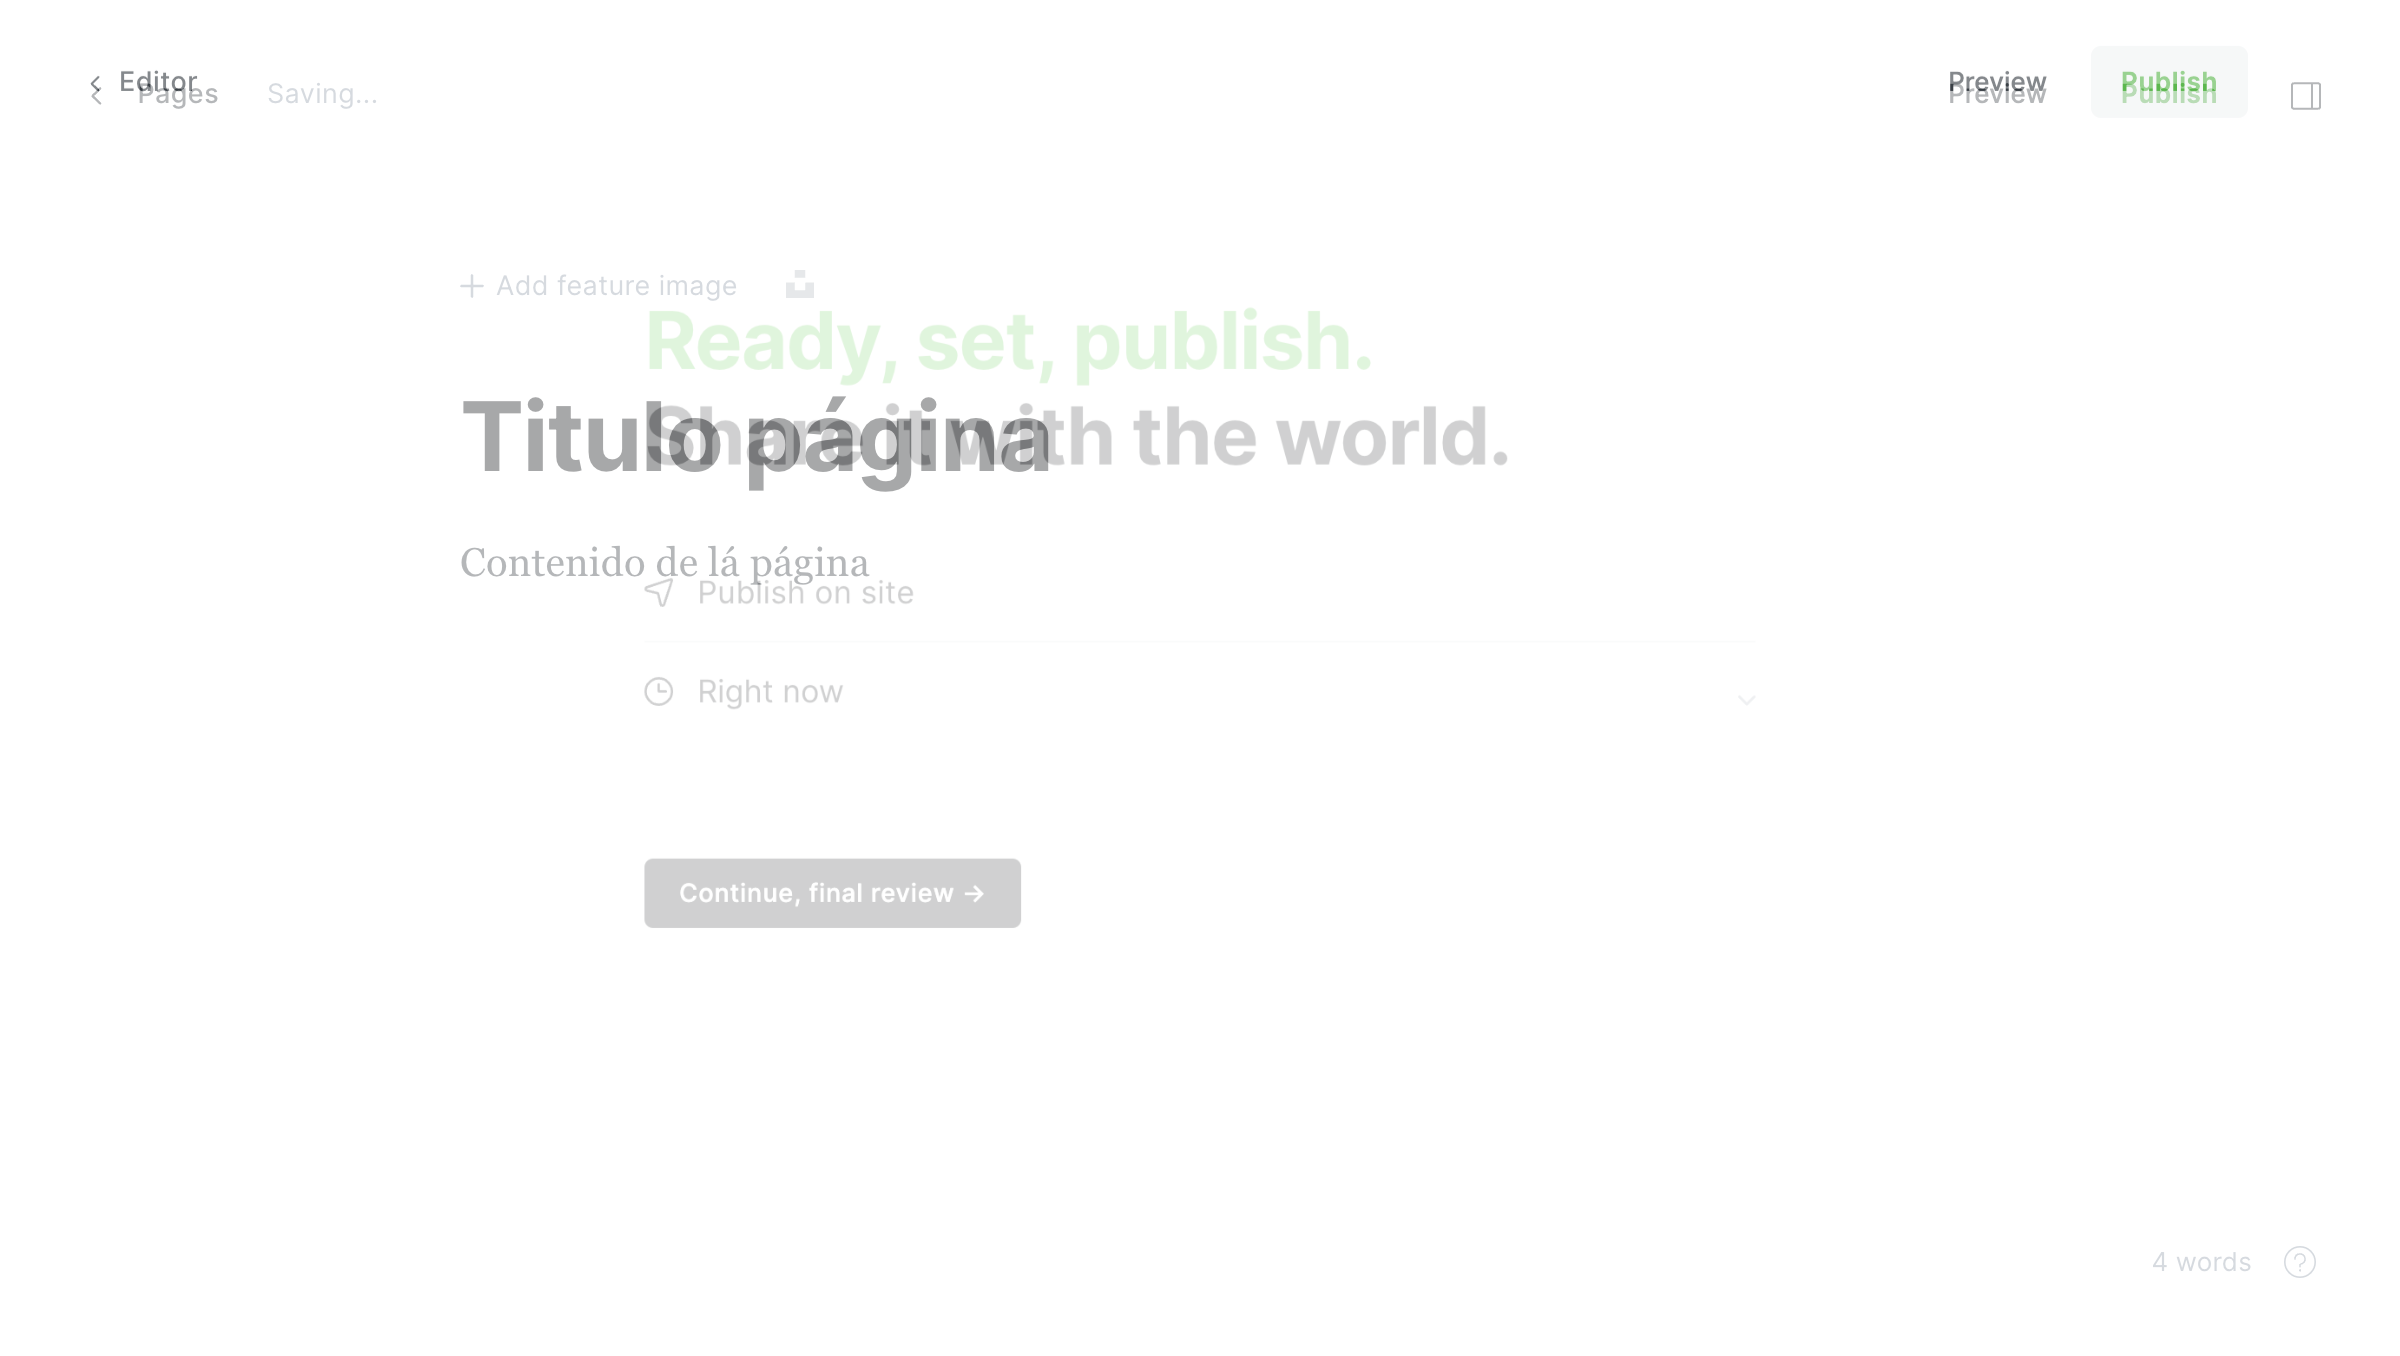 Editor
Pages
Saving...
Preview
Preview
Publish
Publish
Add feature image
Ready, set, publish.
Share it with the world.
Titulo página
Contenido de lá página
Publish on site
Right now
Continue, final review →
4 words
?